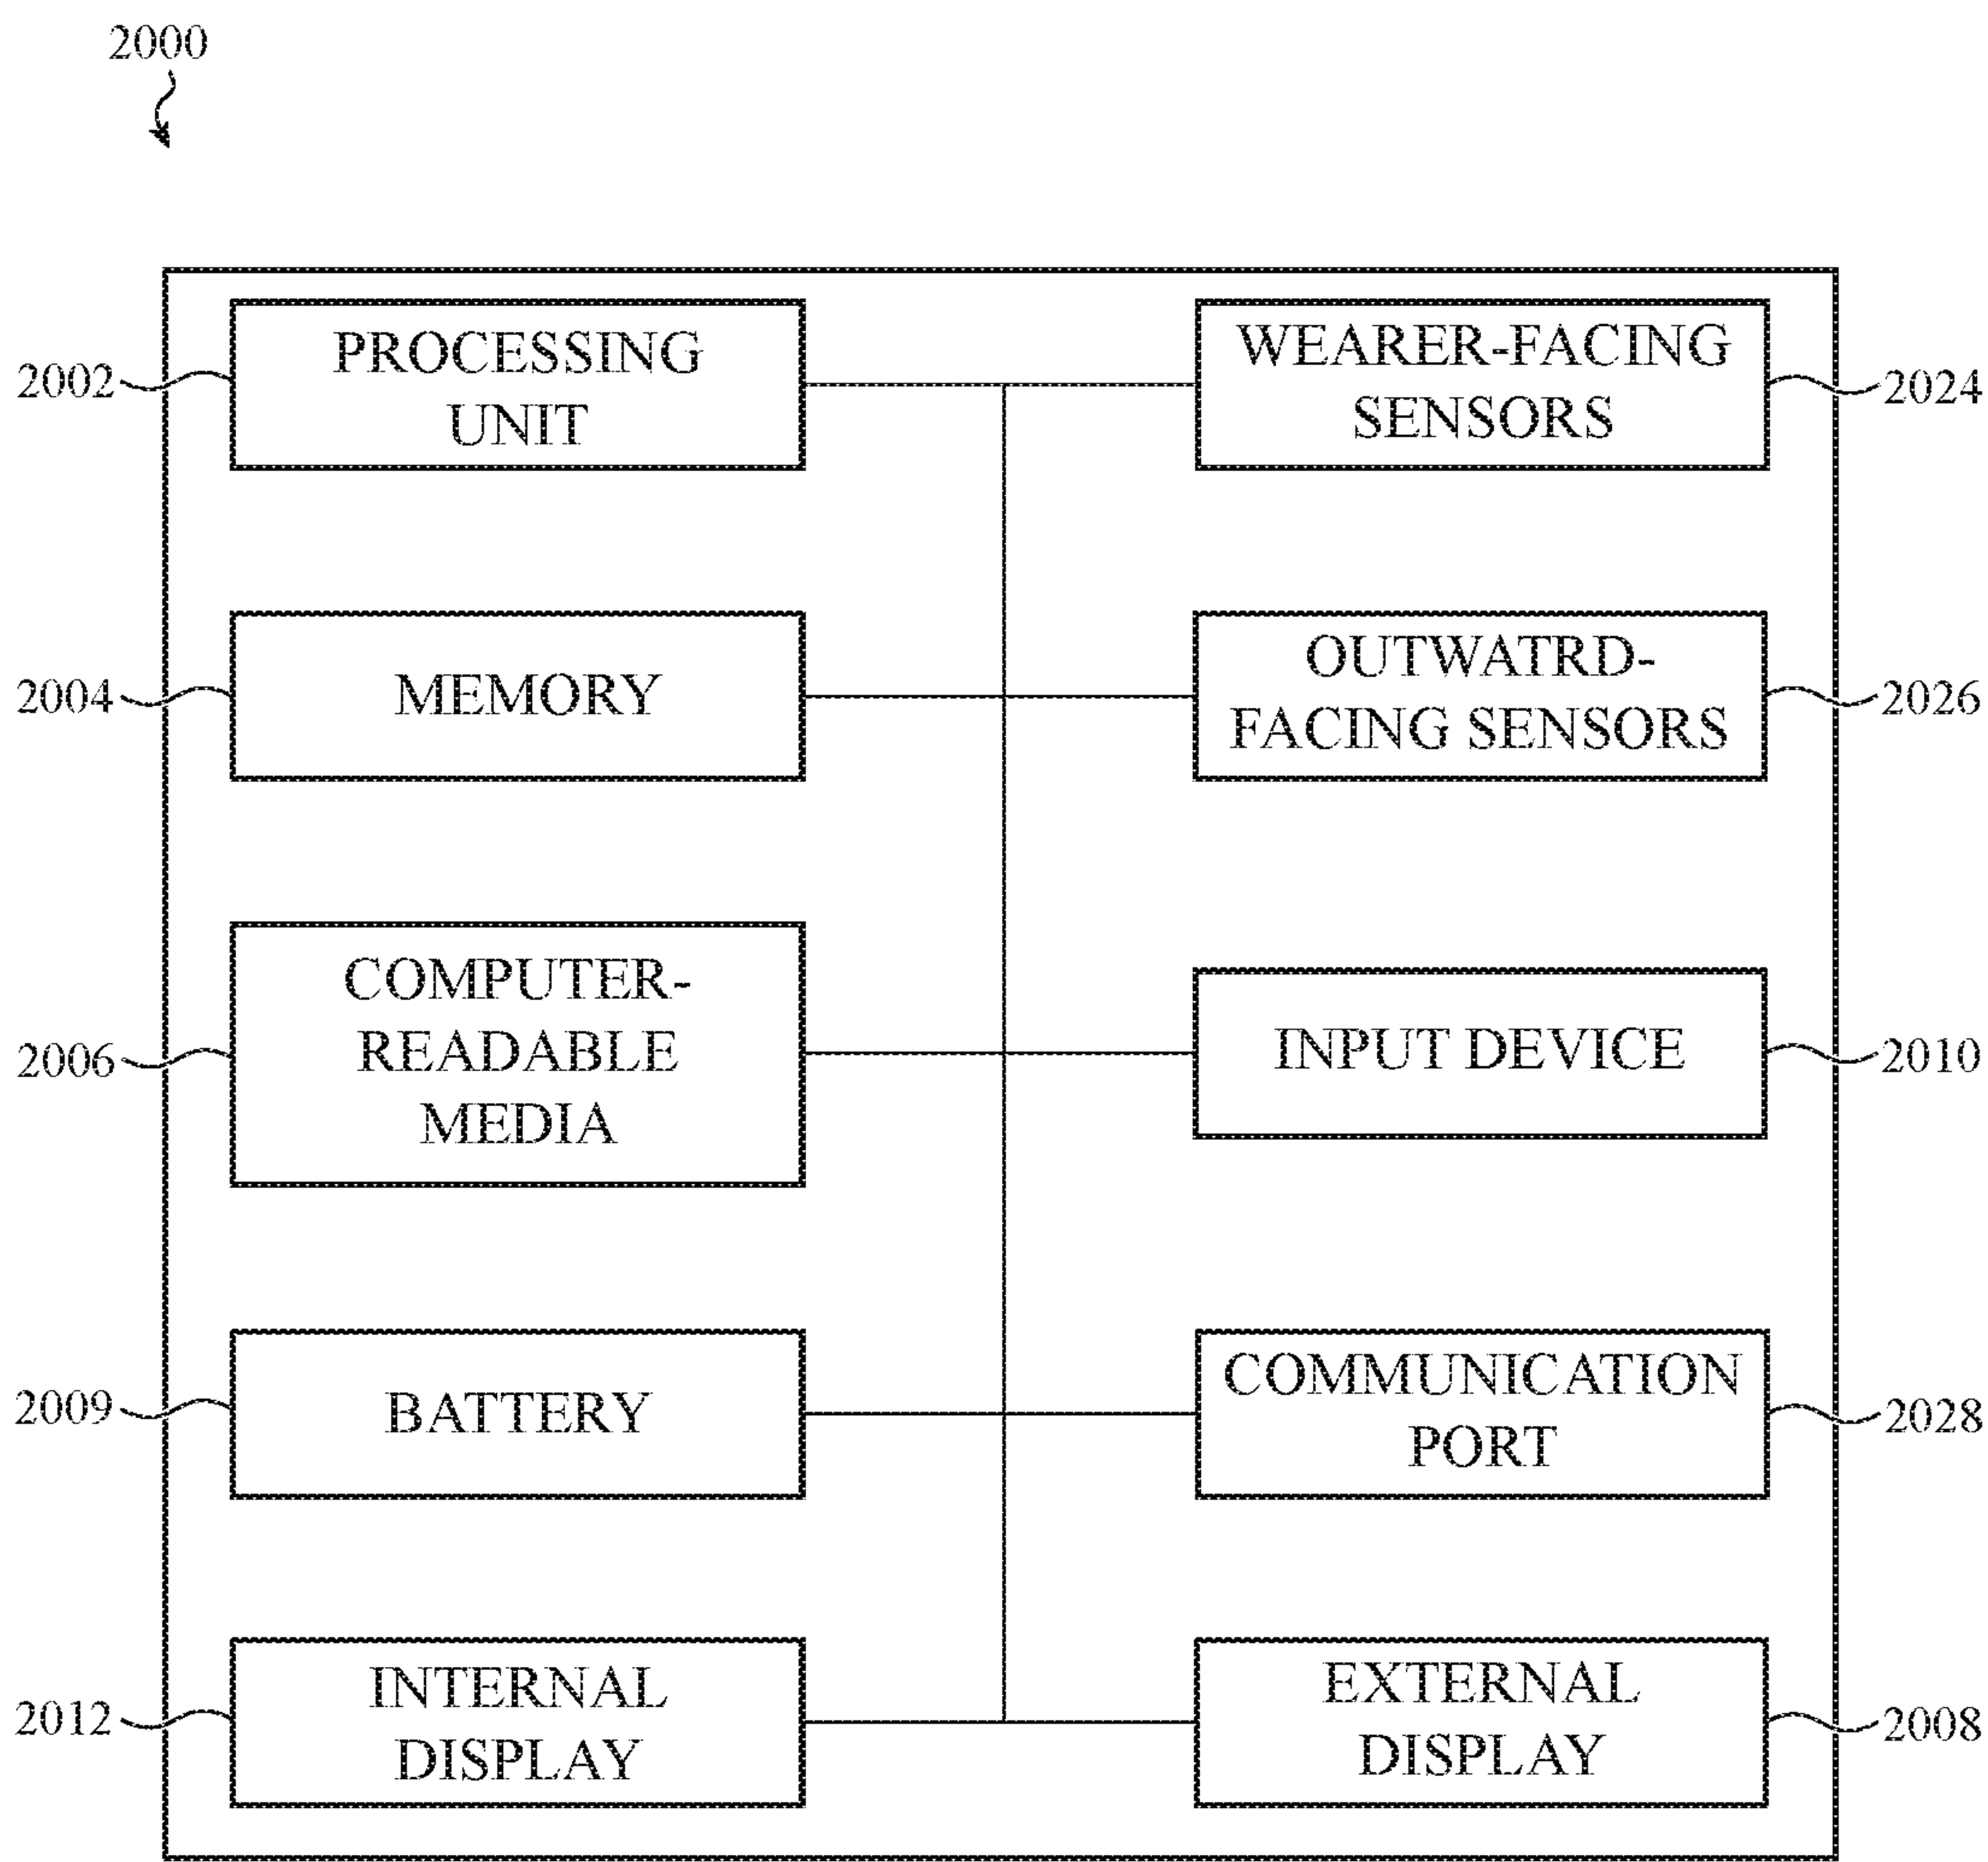 2000
PROCESSING
UNIT
2002
WEARER-FACING
SENSORS
2024
MEMORY
2004
OUTWATRD-
FACING SENSORS
2026
COMPUTER-
READABLE
MEDIA
2006
INPUT DEVICE
2010
BATTERY
2009
COMMUNICATION
PORT
2028
INTERNAL
DISPLAY
2012
EXTERNAL
DISPLAY
2008